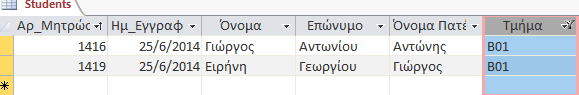 Students
Αρ_Μητρώο Ημ_Εγγραφ Όνομα Επώνυμο Όνομα Πατέ Τμήμα
1416 25/6/2014 Γιώργος Αντωνίου Αντώνης B01
1419 25/6/2014 Ειρήνη Γεωργίου Γιώργος B01